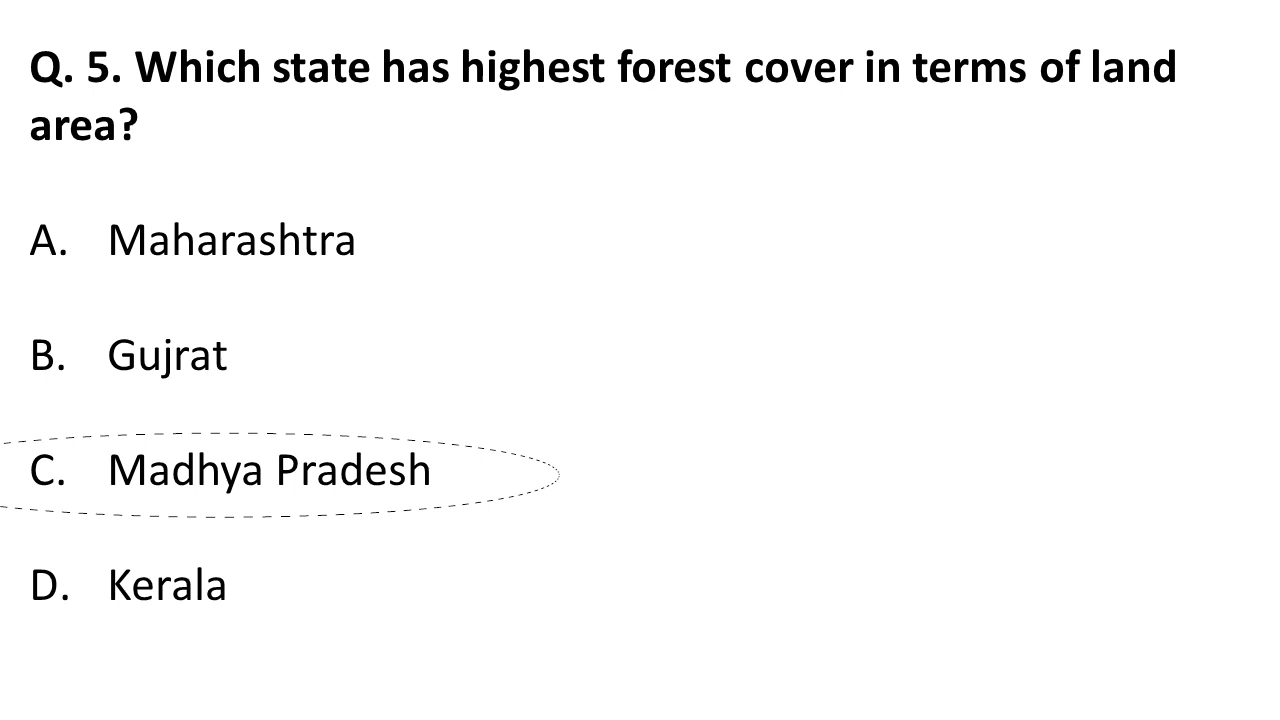 Q. 5. Which state has highest forest cover in terms of land
area?
A. Maharashtra
B. Gujrat
C. Madhya Pradesh
D. Kerala